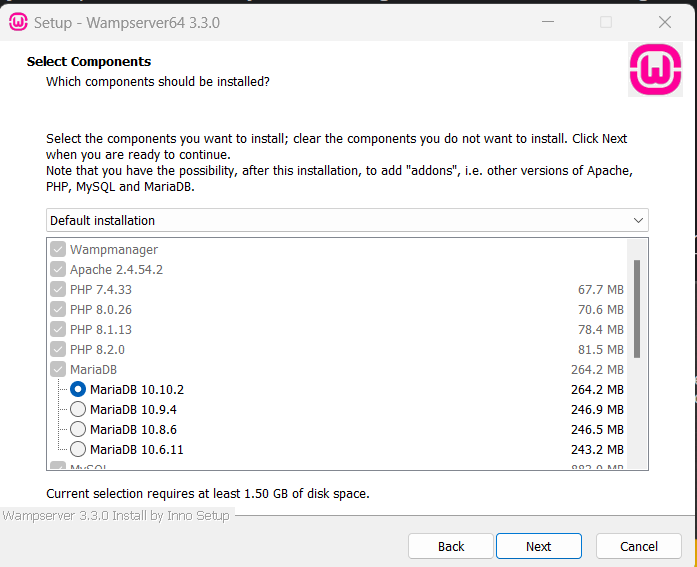 Setup - Wampserver64 3.3.0
Select Components
Which components should be installed?
Select the components you want to install; clear the components you do not want to install. Click Next
when you are ready to continue.
Note that you have the possibility, after this installation, to add "addons", i.e. other versions of Apache,
PHP, MySQL and MariaDB.
Default installation
Wampmanager
Apache 2.4.54.2
PHP 7.4.33 67.7 MB
PHP 8.0.26 70.6 MB
PHP 8.1.13 78.4 MB
PHP 8.2.0 81.5 MB
MariaDB 264.2 MB
MariaDB 10.10.2 264.2 MB
MariaDB 10.9.4 246.9 MB
MariaDB 10.8.6 246.5 MB
MariaDB 10.6.11 243.2 MB
MySQL
Current selection requires at least 1.50 GB of disk space.
Wampserver 3.3.0 Install by Inno Setup
Back Next Cancel